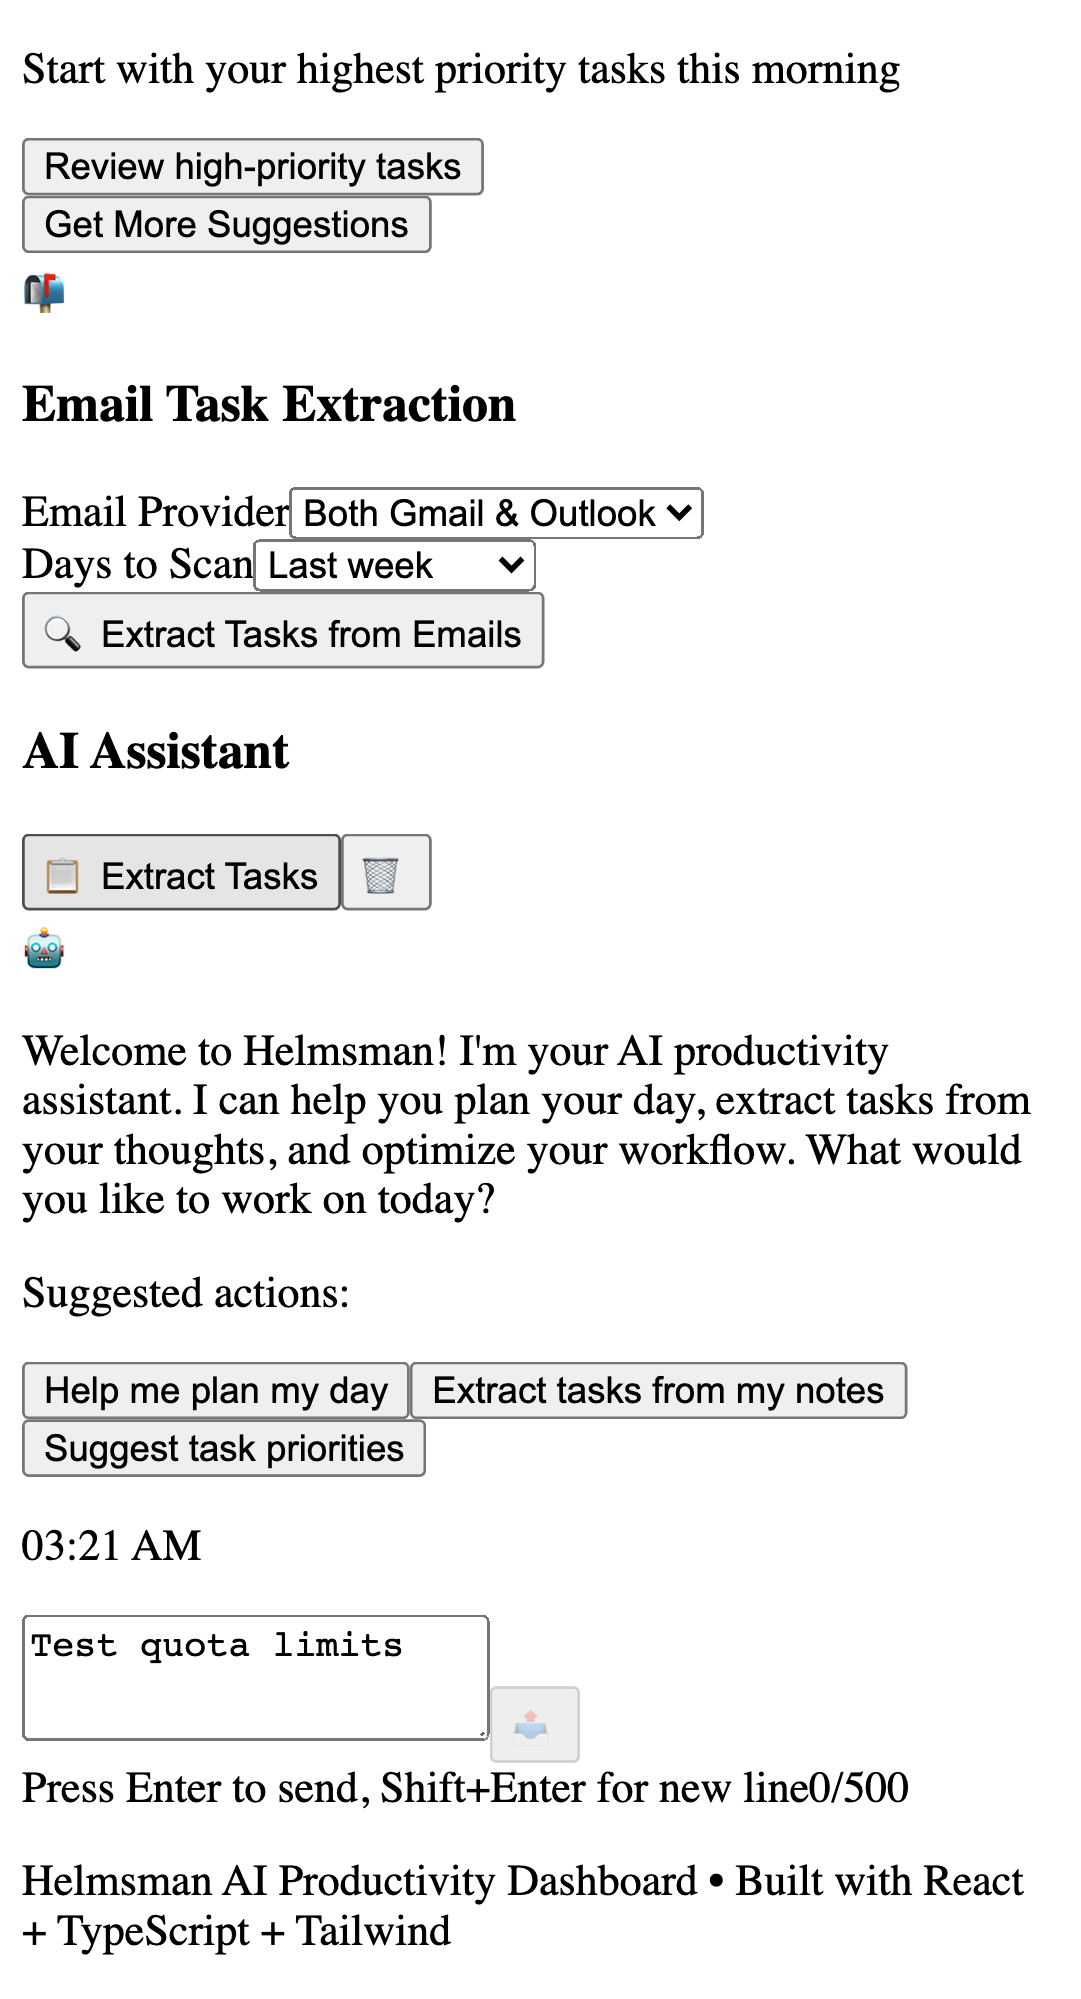 Start with your highest priority tasks this morning
Review high-priority tasks
Get More Suggestions
Email Task Extraction
Email Provider Both Gmail & Outlook
Days to Scan Last week
Extract Tasks from Emails
AI Assistant
Extract Tasks
Welcome to Helmsman! I'm your AI productivity
assistant. I can help you plan your day, extract tasks from
your thoughts, and optimize your workflow. What would
you like to work on today?
Suggested actions:
Help me plan my day Extract tasks from my notes
Suggest task priorities
03:21 AM
Test quota limits
Press Enter to send, Shift+Enter for new line0/500
Helmsman AI Productivity Dashboard • Built with React
+ TypeScript + Tailwind